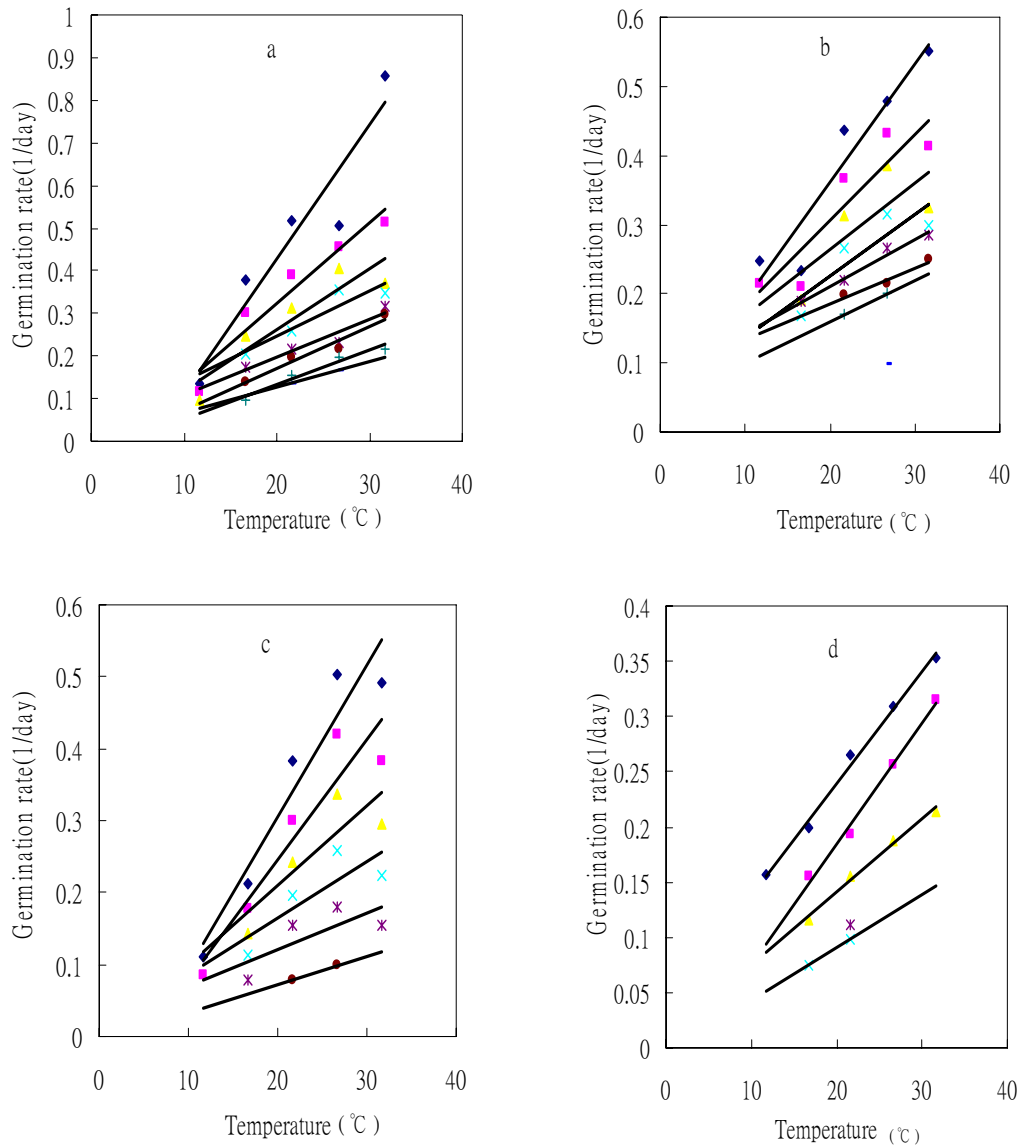 a
Germination rate(1/day)
1
0.9
0.8
0.7
0.6
0.5
0.4
0.3
0.2
0.1
0
0 10 20 30 40
Temperature (℃)
b
Germination rate(1/day)
0.6
0.5
0.4
0.3
0.2
0.1
0
0 10 20 30 40
Temperature (℃)
c
Germination rate(1/day)
0.6
0.5
0.4
0.3
0.2
0.1
0
0 10 20 30 40
Temperature (℃)
d
Germination rate(1/day)
0.4
0.35
0.3
0.25
0.2
0.15
0.1
0.05
0
0 10 20 30 40
Temperature (℃)